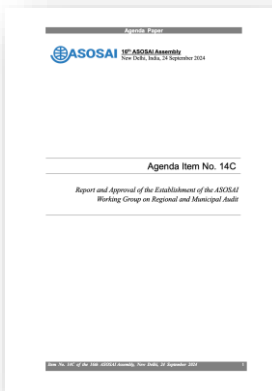 Agenda Paper
ASOSAI
16th ASOSAI Assembly
New Delhi, India, 24 September 2024
Agenda Item No. 14C
Report and Approval of the Establishment of the ASOSAI
Working Group on Regional and Municipal Audit
Item No. 14C of the 16th ASOSAI Assembly, New Delhi, 24 September 2024
1